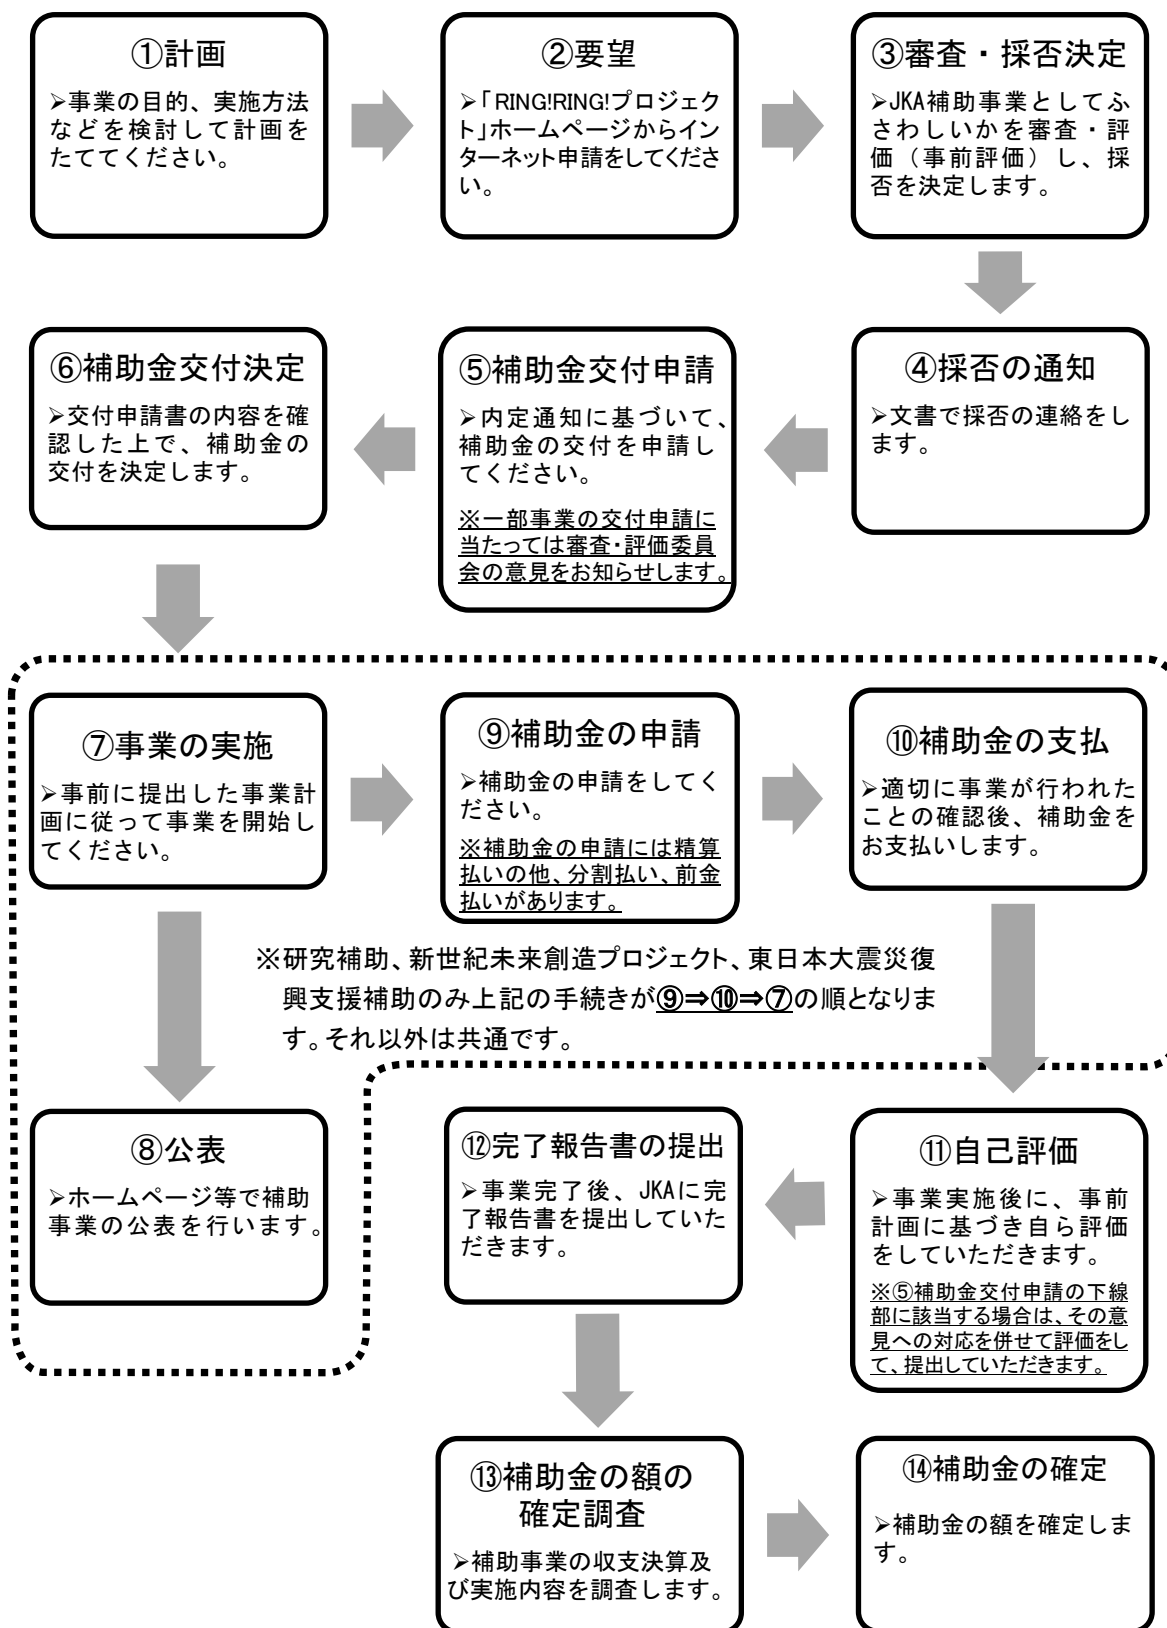 ①計画
➢事業の目的、実施方法
などを検討して計画を
たててください。
②要望
➢「RING!RING!プロジェク
ト」ホームページからイン
ターネット申請をしてくださ
い。
③審査・採否決定
➢JKA補助事業としてふ
さわしいかを審査・評
価（事前評価）し、採
否を決定します。
④採否の通知
➢文書で採否の連絡をし
ます。
⑤補助金交付申請
➢内定通知に基づいて、
補助金の交付を申請し
てください。
※一部事業の交付申請に
当たっては審査・評価委員
会の意見をお知らせします。
⑥補助金交付決定
➢交付申請書の内容を確
認した上で、補助金の
交付を決定します。
⑦事業の実施
➢事前に提出した事業計
画に従って事業を開始し
てください。
⑨補助金の申請
➢補助金の申請をしてく
ださい。
※補助金の申請には精算
払いの他、分割払い、前金
払いがあります。
⑩補助金の支払
➢適切に事業が行われた
ことの確認後、補助金を
お支払いします。
※研究補助、新世紀未来創造プロジェクト、東日本大震災復
興支援補助のみ上記の手続きが⑨⇒⑩⇒⑦の順となりま
す。それ以外は共通です。
⑧公表
➢ホームページ等で補助
事業の公表を行います。
⑪自己評価
➢事業実施後に、事前
計画に基づき自ら評価
をしていただきます。
※⑤補助金交付申請の下線
部に該当する場合は、その意
見への対応を併せて評価をし
て、提出していただきます。
⑫完了報告書の提出
➢事業完了後、JKAに完
了報告書を提出していた
だきます。
⑬補助金の額の
確定調査
➢補助事業の収支決算及
び実施内容を調査します。
⑭補助金の確定
➢補助金の額を確定しま
す。